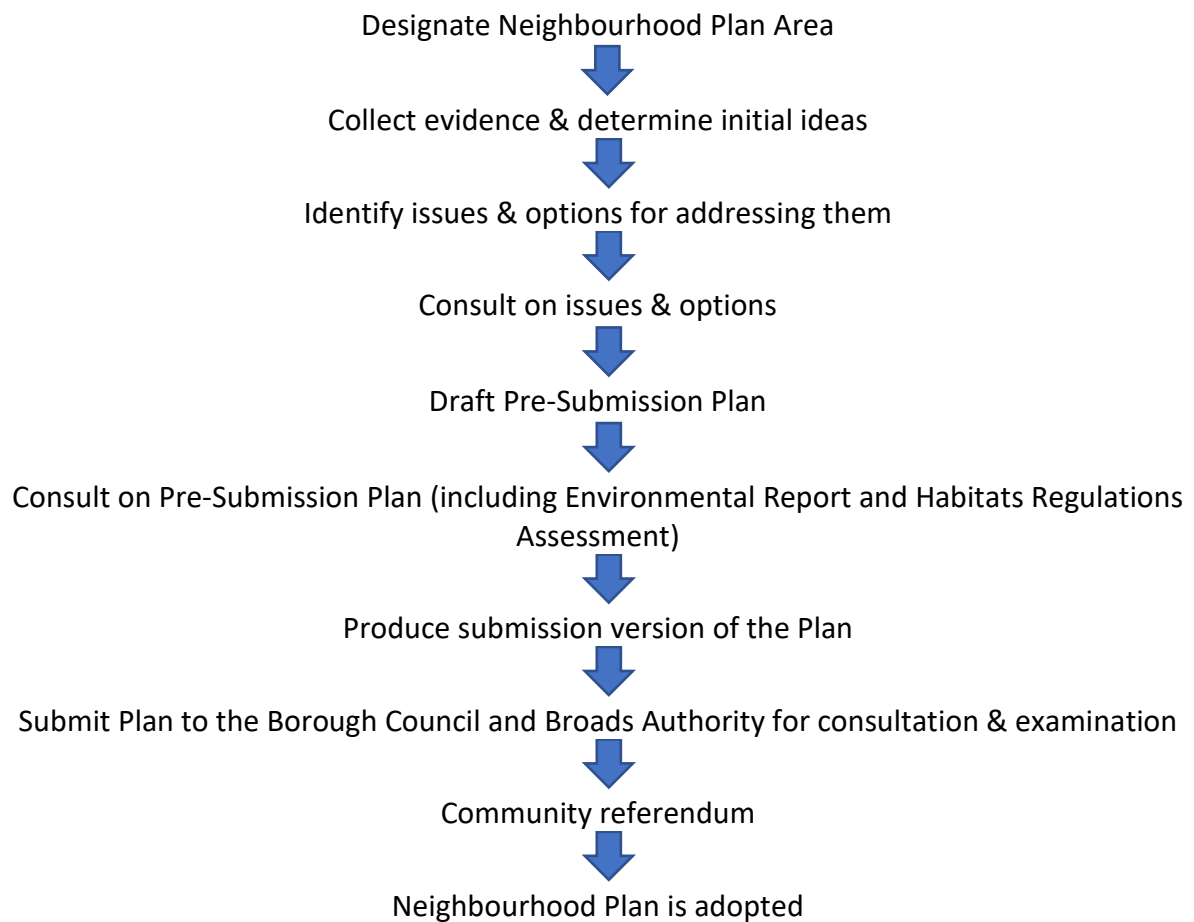 Designate Neighbourhood Plan Area
Collect evidence & determine initial ideas
Identify issues & options for addressing them
Consult on issues & options
Draft Pre-Submission Plan
Consult on Pre-Submission Plan (including Environmental Report and Habitats Regulations
Assessment)
Produce submission version of the Plan
Submit Plan to the Borough Council and Broads Authority for consultation & examination
Community referendum
Neighbourhood Plan is adopted